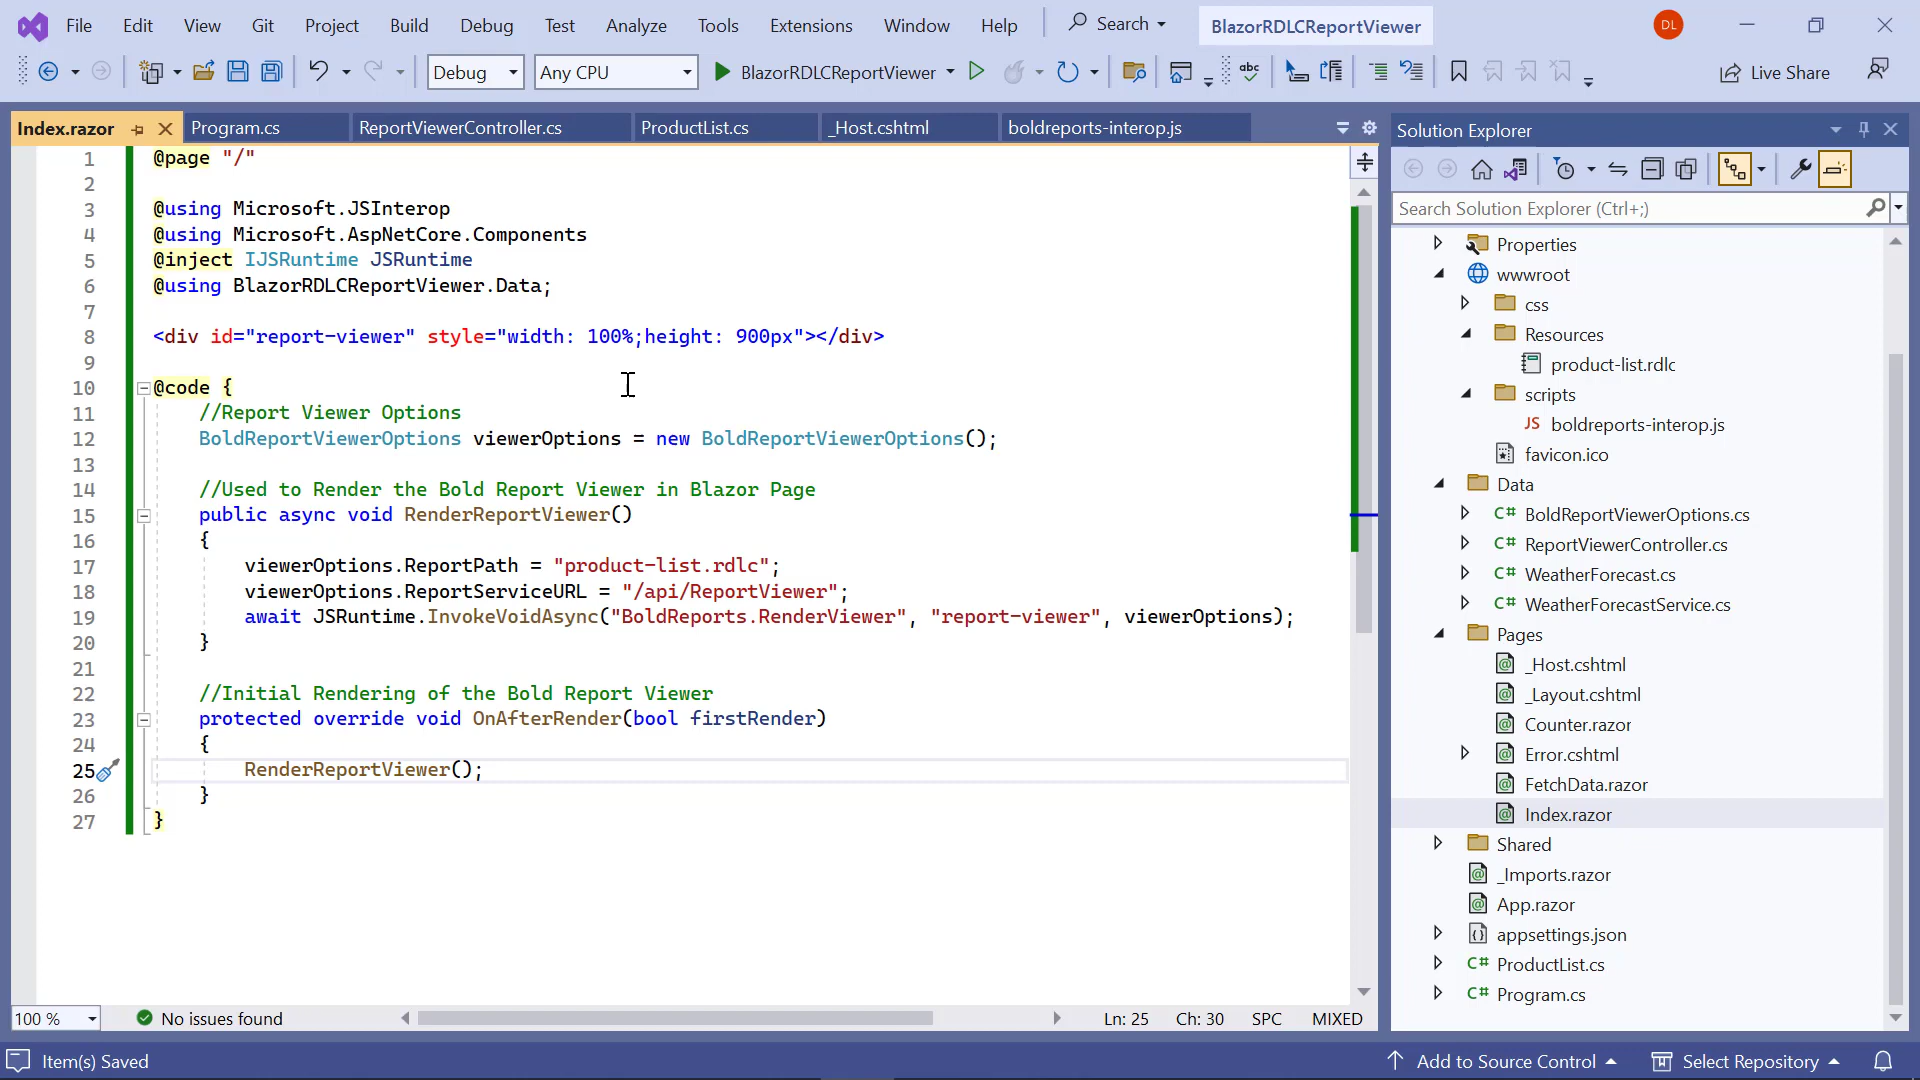 File Edit View Git Project Build Debug Test Analyze Tools Extensions Window Help Search BlazorRDLCReportViewer DL
Debug Any CPU BlazorRDLCReportViewer abc Live Share
Index.razor Program.cs ReportViewerController.cs ProductList.cs _Host.cshtml boldreports-interop.js
1 @page "/"
2
3 @using Microsoft.JSInterop
4 @using Microsoft.AspNetCore.Components
5 @inject IJSRuntime JSRuntime
6 @using BlazorRDLCReportViewer.Data;
7
8 <div id="report-viewer" style="width: 100%;height: 900px"></div>
9
10 @code {
11 //Report Viewer Options
12 BoldReportViewerOptions viewerOptions = new BoldReportViewerOptions();
13
14 //Used to Render the Bold Report Viewer in Blazor Page
15 public async void RenderReportViewer()
16 {
17 viewerOptions.ReportPath = "product-list.rdlc";
18 viewerOptions.ReportServiceURL = "/api/ReportViewer";
19 await JSRuntime.InvokeVoidAsync("BoldReports.RenderViewer", "report-viewer", viewerOptions);
20 }
21
22 //Initial Rendering of the Bold Report Viewer
23 protected override void OnAfterRender(bool firstRender)
24 {
25 RenderReportViewer();
26 }
27 }
100 % No issues found Ln: 25 Ch: 30 SPC MIXED
Solution Explorer
Search Solution Explorer (Ctrl+;)
Properties
wwwroot
css
Resources
product-list.rdlc
scripts
JS boldreports-interop.js
favicon.ico
Data
C# BoldReportViewerOptions.cs
C# ReportViewerController.cs
C# WeatherForecast.cs
C# WeatherForecastService.cs
Pages
_Host.cshtml
_Layout.cshtml
Counter.razor
Error.cshtml
FetchData.razor
Index.razor
Shared
_Imports.razor
App.razor
appsettings.json
C# ProductList.cs
C# Program.cs
Item(s) Saved Add to Source Control Select Repository